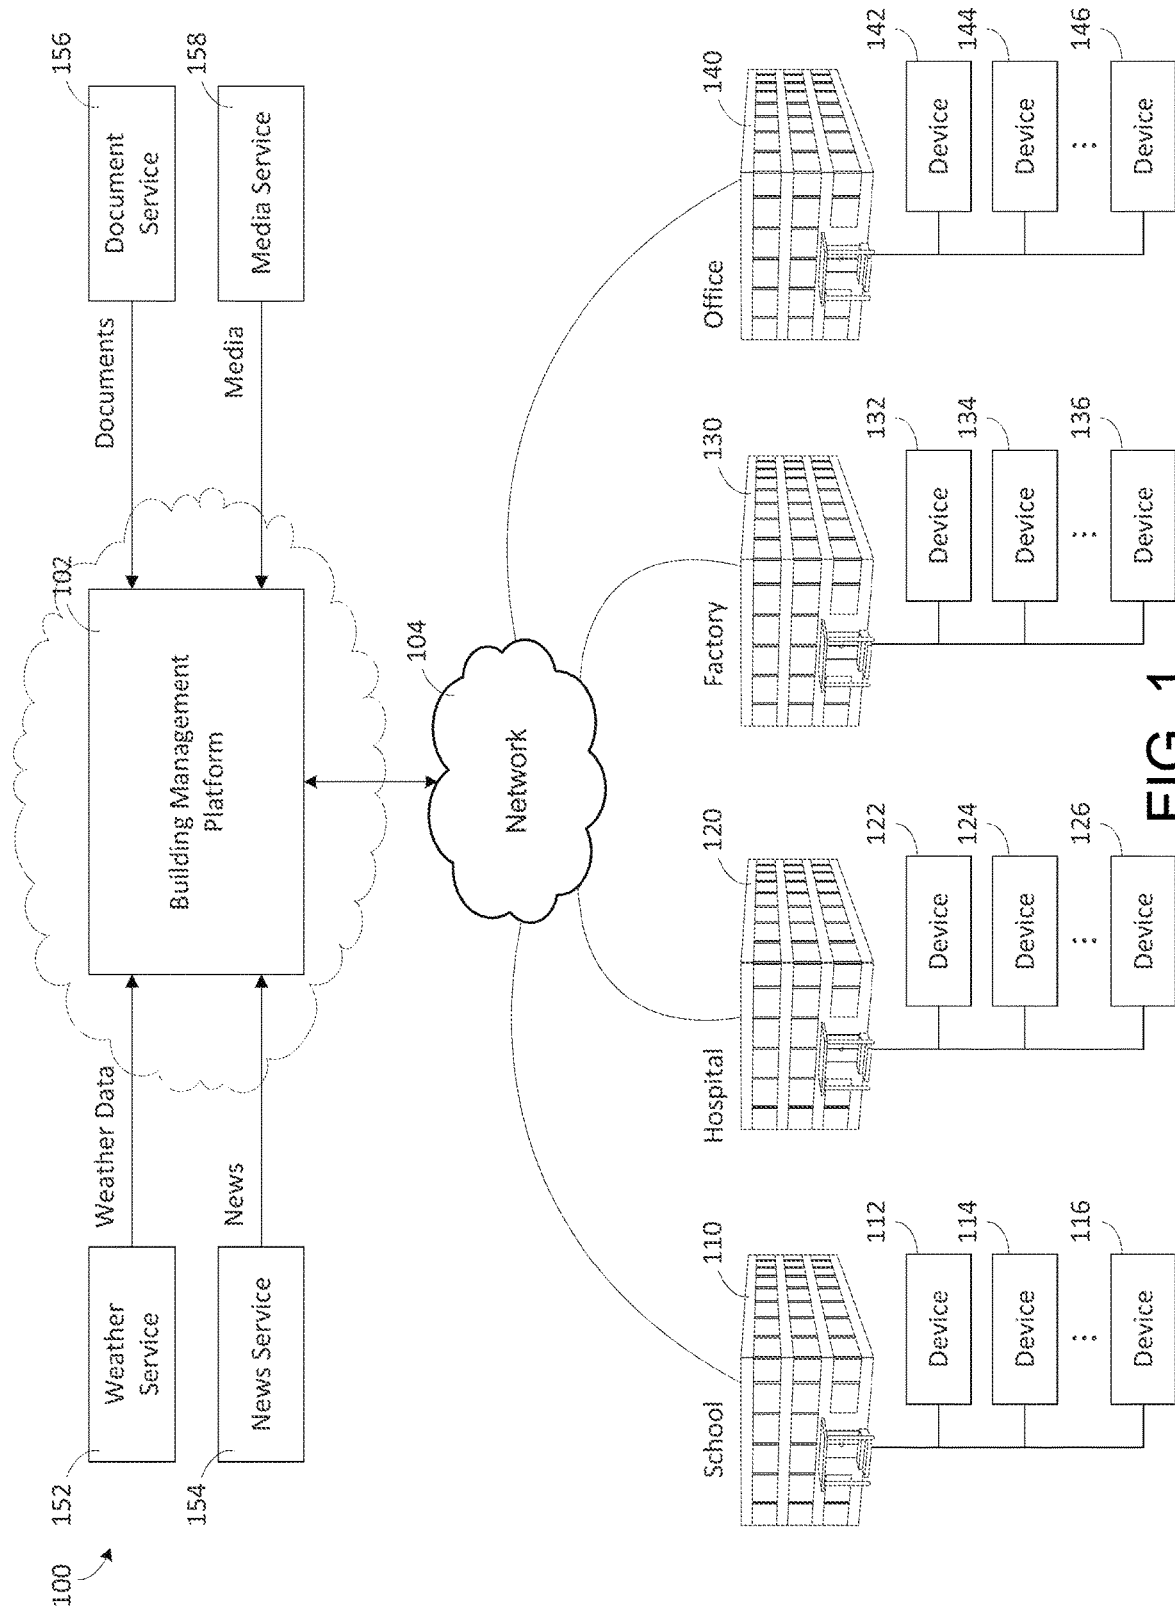 100
152
Weather
Service
Weather Data
154
News Service
News
102
Building Management
Platform
Documents
Document
Service
156
Media
Media Service
158
104
Network
School
110
Hospital
120
Factory
130
Office
140
Device
112
Device
122
Device
132
Device
142
Device
114
Device
124
Device
134
Device
144
Device
116
Device
126
Device
136
Device
146
FIG. 1